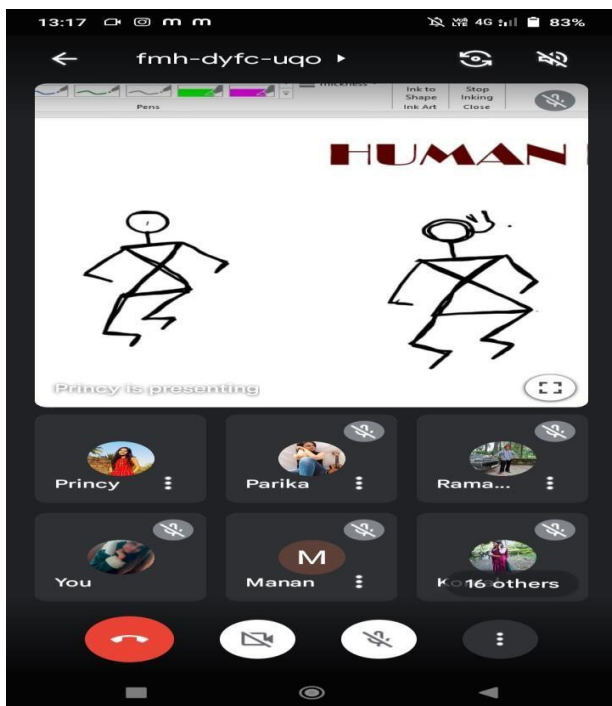 13:17 m m 4G 83%
fmh-dyfc-uqo
Pens
Ink to Shape
Ink Art
Stop Inking
Close
HUMAN
Princy is presenting
Princy
Parika
Rama...
You
M
Manan
16 others